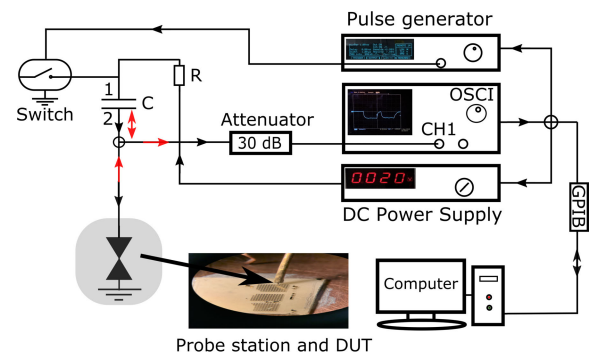 Pulse generator
R
1
C
2
Switch
Attenuator
30 dB
OSCI
CH1
0020
DC Power Supply
GPIB
Computer
Probe station and DUT